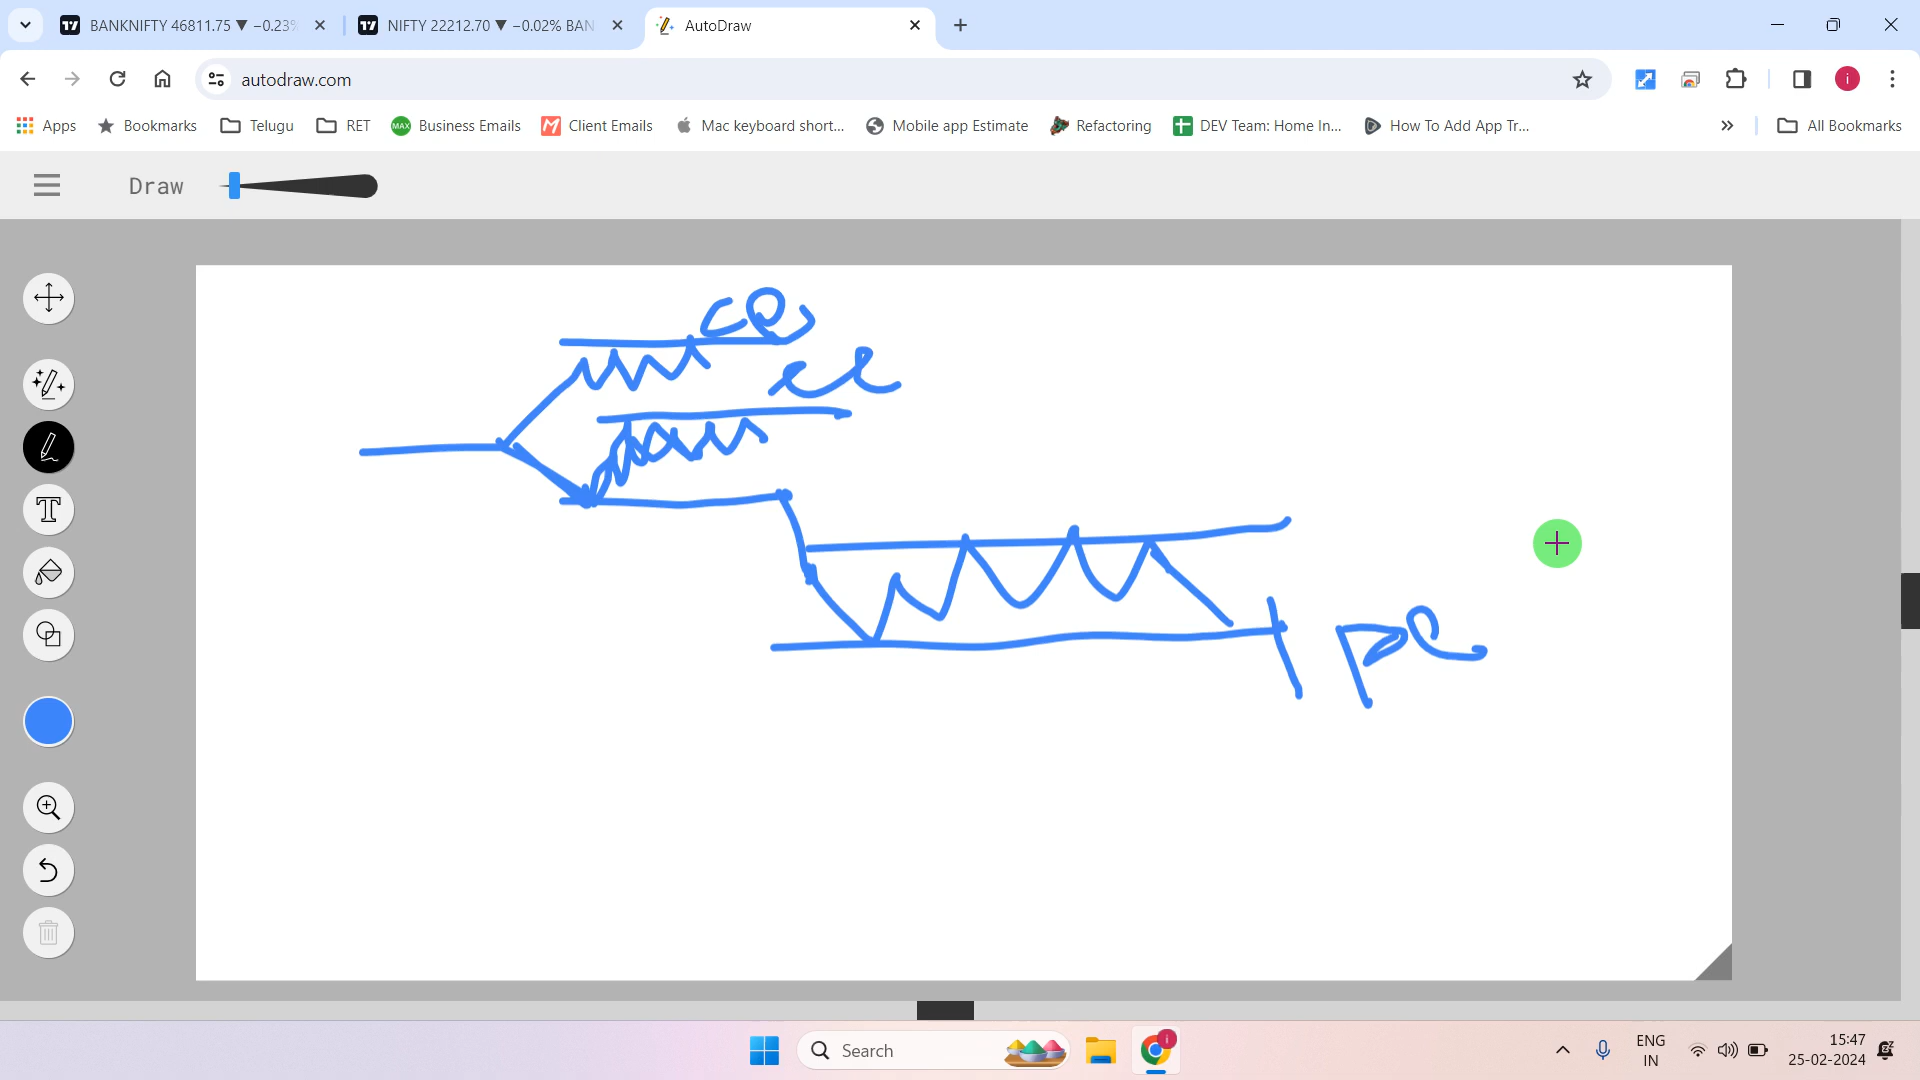 BANKNIFTY 46811.75 ▼ −0.23%
NIFTY 22212.70 ▼ −0.02% BAN
AutoDraw
autodraw.com
i
Apps
Bookmarks
Telugu
RET
MAX
Business Emails
Client Emails
Mac keyboard short...
Mobile app Estimate
Refactoring
DEV Team: Home In...
How To Add App Tr...
»
All Bookmarks
Draw
T
ce
ce
pe
Search
i
ENG
IN
15:47
25-02-2024